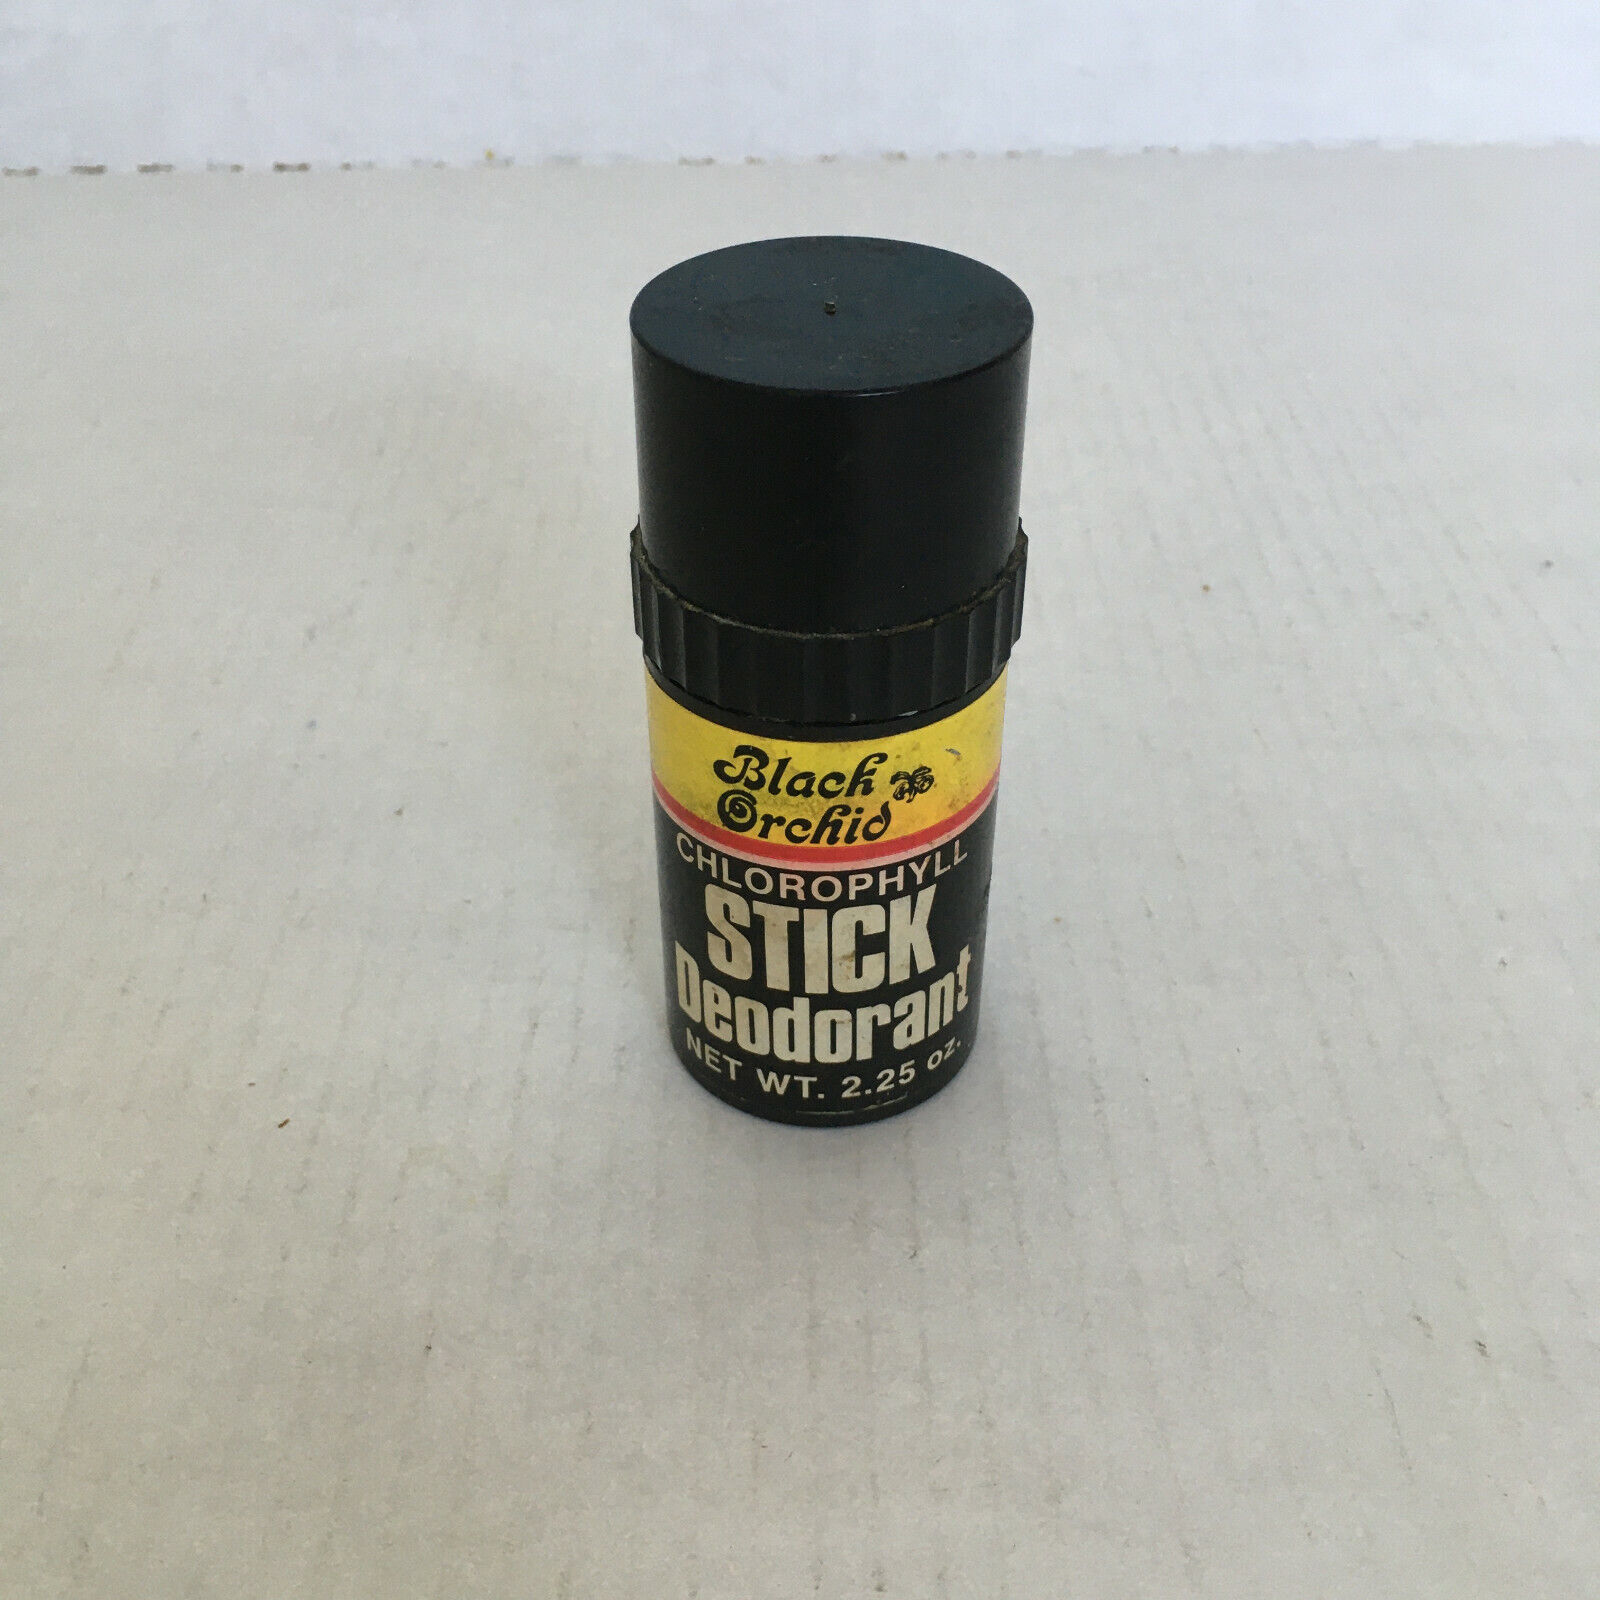 Black
Orchid
CHLOROPHYLL
STICK
Deodorant
NET WT. 2.25 oz.